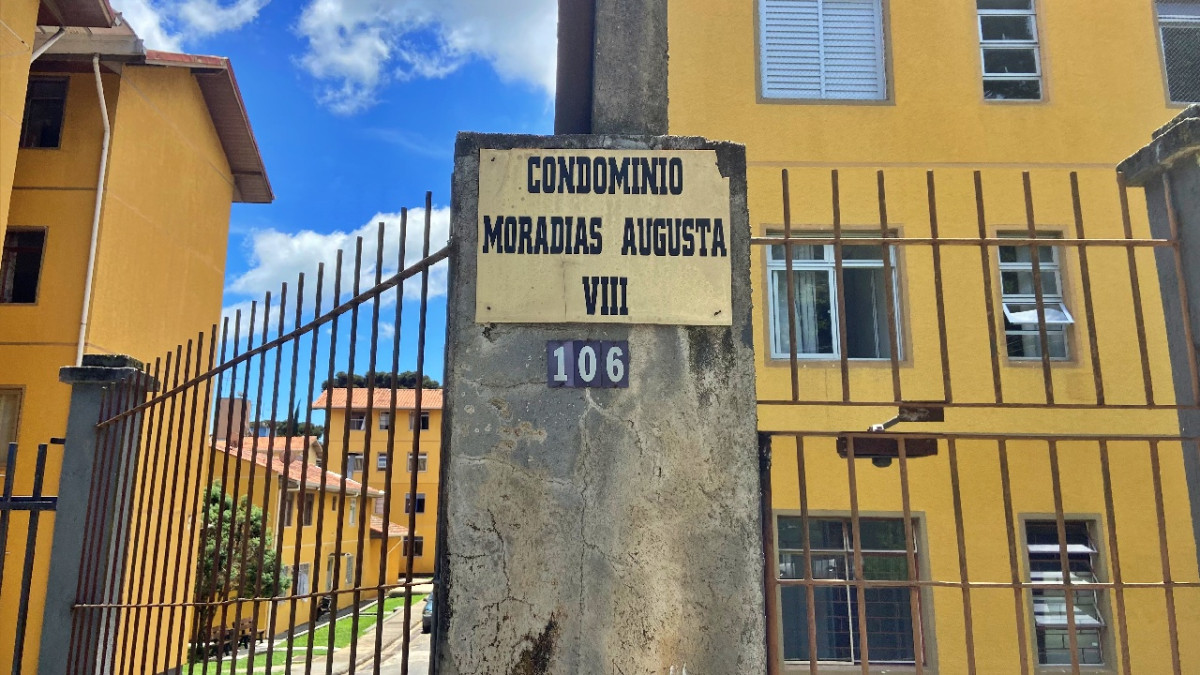 CONDOMINIO
MORADIAS AUGUSTA
VIII
106